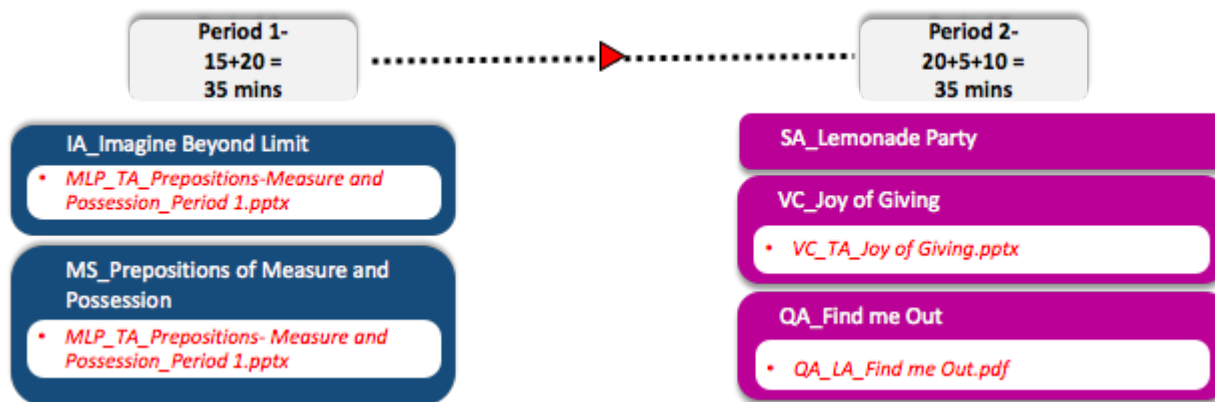 Period 1-
15+20 =
35 mins
Period 2-
20+5+10 =
35 mins
IA_Imagine Beyond Limit
• MLP_TA_Prepositions-Measure and
Possession_Period 1.pptx
MS_Prepositions of Measure and
Possession
• MLP_TA_Prepositions- Measure and
Possession_Period 1.pptx
SA_Lemonade Party
VC_Joy of Giving
• VC_TA_Joy of Giving.pptx
QA_Find me Out
• QA_LA_Find me Out.pdf